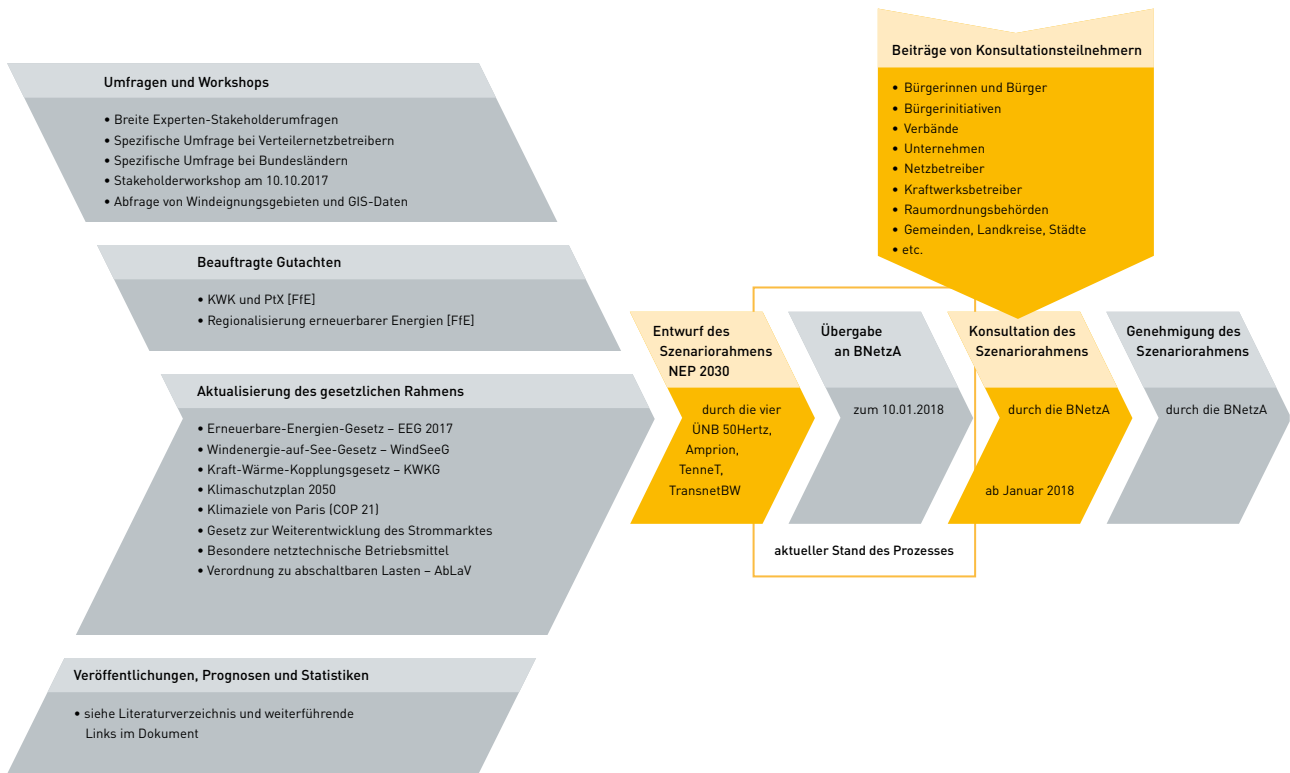 Umfragen und Workshops
• Breite Experten-Stakeholderumfragen
• Spezifische Umfrage bei Verteilernetzbetreibern
• Spezifische Umfrage bei Bundesländern
• Stakeholderworkshop am 10.10.2017
• Abfrage von Windeignungsgebieten und GIS-Daten
Beauftragte Gutachten
• KWK und PtX [FfE]
• Regionalisierung erneuerbarer Energien [FfE]
Aktualisierung des gesetzlichen Rahmens
• Erneuerbare-Energien-Gesetz – EEG 2017
• Windenergie-auf-See-Gesetz – WindSeeG
• Kraft-Wärme-Kopplungsgesetz – KWKG
• Klimaschutzplan 2050
• Klimaziele von Paris (COP 21)
• Gesetz zur Weiterentwicklung des Strommarktes
• Besondere netztechnische Betriebsmittel
• Verordnung zu abschaltbaren Lasten – AbLaV
Veröffentlichungen, Prognosen und Statistiken
• siehe Literaturverzeichnis und weiterführende
Links im Dokument
Beiträge von Konsultationsteilnehmern
• Bürgerinnen und Bürger
• Bürgerinitiativen
• Verbände
• Unternehmen
• Netzbetreiber
• Kraftwerksbetreiber
• Raumordnungsbehörden
• Gemeinden, Landkreise, Städte
• etc.
Entwurf des
Szenariorahmens
NEP 2030
durch die vier
ÜNB 50Hertz,
Amprion,
TenneT,
TransnetBW
Übergabe
an BNetzA
zum 10.01.2018
Konsultation des
Szenariorahmens
durch die BNetzA
ab Januar 2018
Genehmigung des
Szenariorahmens
durch die BNetzA
aktueller Stand des Prozesses